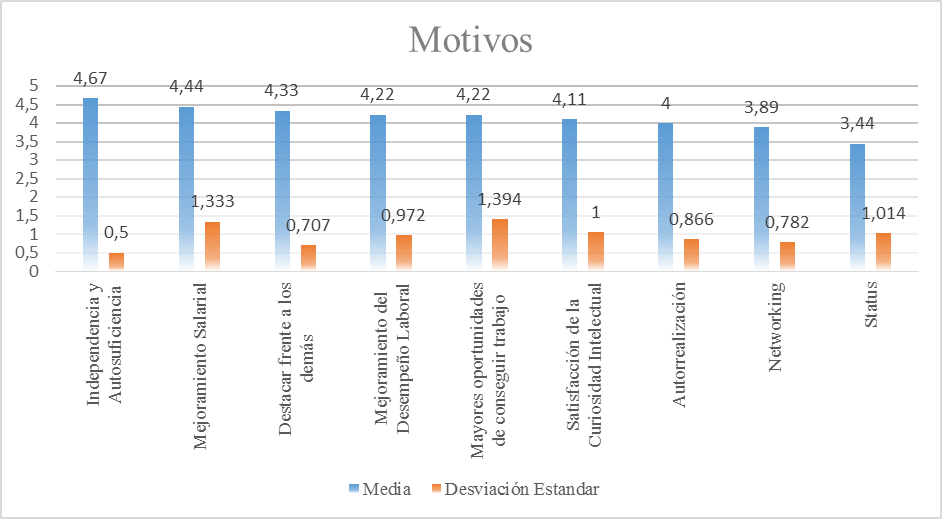 Motivos
4,67
4,44
4,33
4,22
4,22
4,11
4
3,89
3,44
5
4,5
4
3,5
3
2,5
2
1,5
1
0,5
0
0,5
1,333
0,707
0,972
1,394
1
0,866
0,782
1,014
Independencia y
Autosuficiencia
Mejoramiento Salarial
Destacar frente a los
demás
Mejoramiento del
Desempeño Laboral
Mayores oportunidades
de conseguir trabajo
Satisfacción de la
Curiosidad Intelectual
Autorrealización
Networking
Status
Media
Desviación Estandar